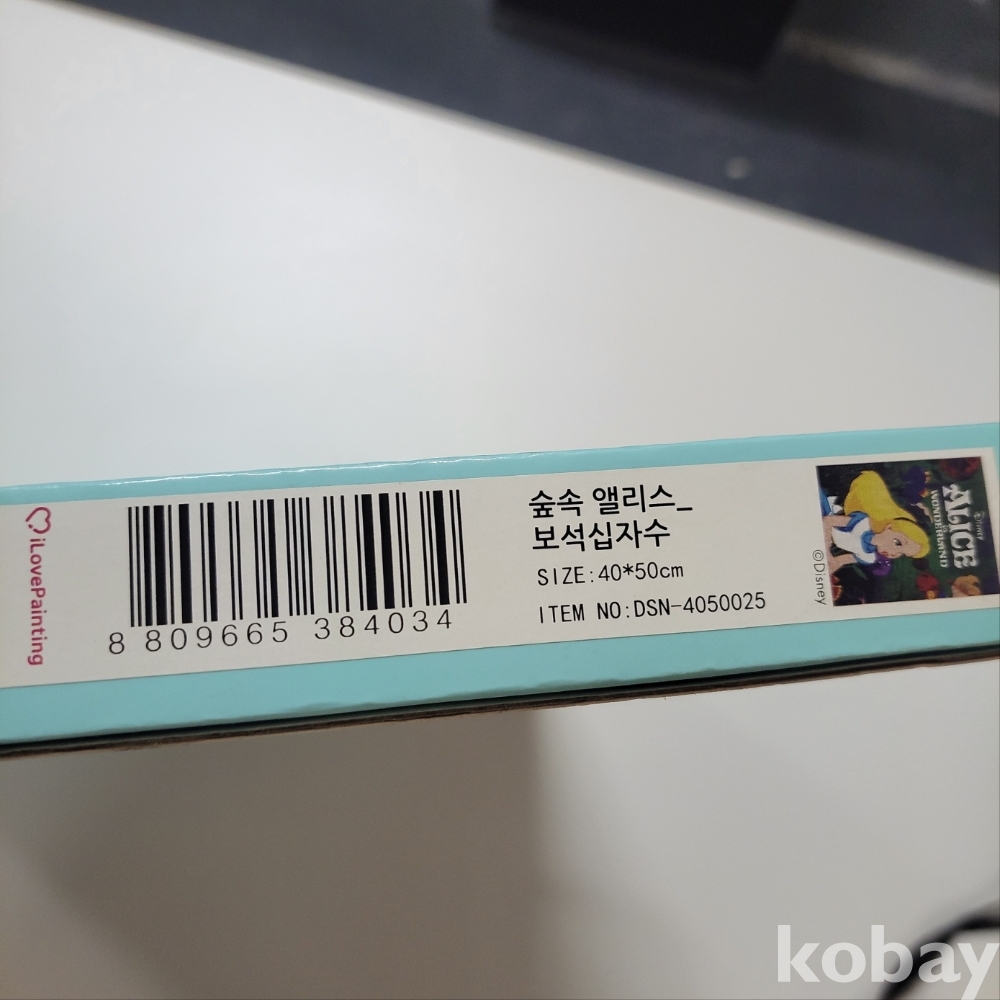 iLovePainting
8 809665 384034
숲속 앨리스_
보석십자수
SIZE:40*50cm
ITEM NO:DSN-4050025
©Disney
Disney
ALICE
IN
WONDERLAND
kobay